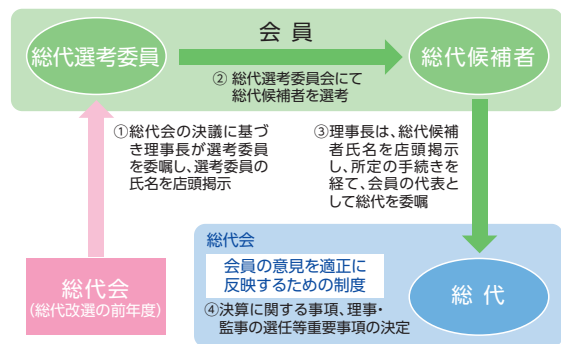 会 員
総代選考委員
総代候補者
② 総代選考委員会にて
総代候補者を選考
①総代会の決議に基づ
き理事長が選考委員
を委嘱し、選考委員の
氏名を店頭掲示
③理事長は、総代候補
者氏名を店頭掲示
し、所定の手続きを
経て、会員の代表と
して総代を委嘱
総代会
(総代改選の前年度)
総代会
会員の意見を適正に
反映するための制度
④決算に関する事項、理事・
監事の選任等重要事項の決定
総 代